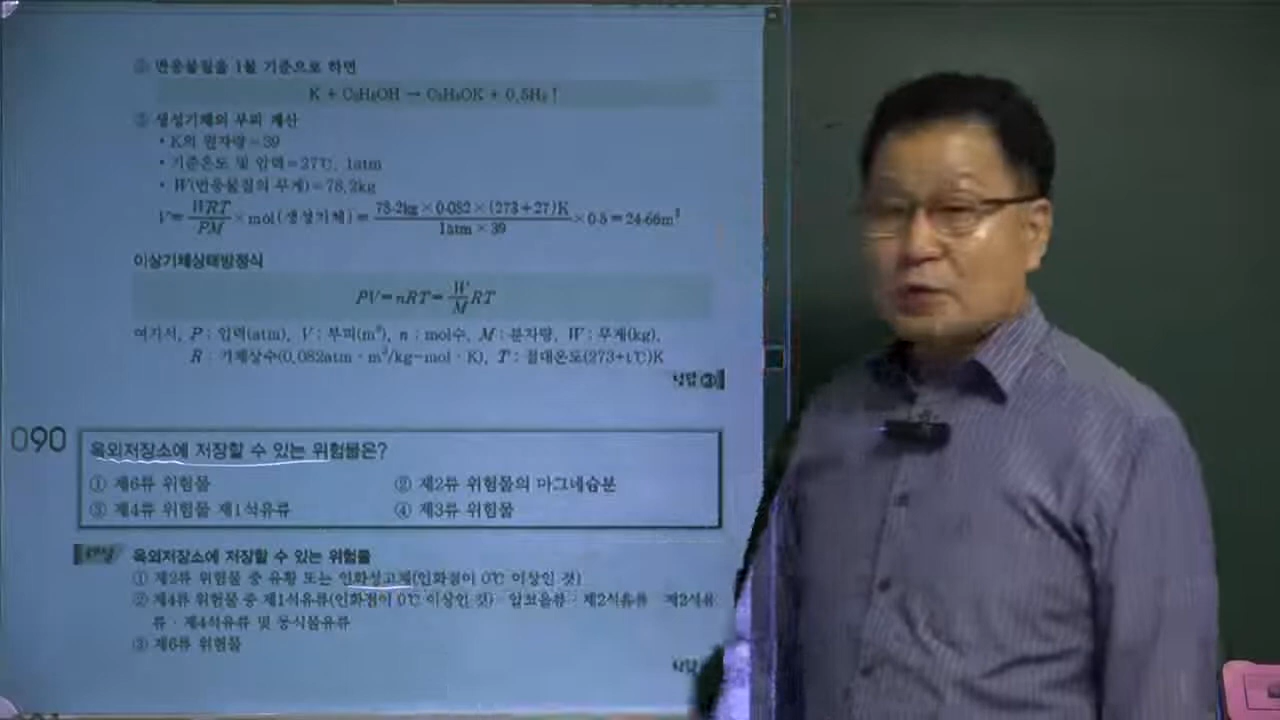 ② 반응물질을 1몰 기준으로 하면
K + C₂H₅OH → C₂H₅OK + 0.5H₂↑
③ 생성기체의 부피 계산
• K의 원자량=39
• 기준온도 및 압력=27℃, 1atm
• W(반응물질의 무게)=78.2kg
V=WRT/PM×mol(생성기체)=78.2kg×0.082×(273+27)K/1atm×39×0.5=24.66m³
이상기체상태방정식
PV=nRT=W/M RT
여기서, P : 압력(atm), V : 부피(m³), n : mol수, M : 분자량, W : 무게(kg),
R : 기체상수(0.082atm·m³/kg-mol·K), T : 절대온도(273+t℃)K
정답 ③
090
옥외저장소에 저장할 수 있는 위험물은?
① 제6류 위험물 ② 제2류 위험물의 마그네슘분
③ 제4류 위험물 제1석유류 ④ 제3류 위험물
해설 옥외저장소에 저장할 수 있는 위험물
① 제2류 위험물 중 유황 또는 인화성고체(인화점이 0℃ 이상인 것)
② 제4류 위험물 중 제1석유류(인화점이 0℃ 이상인 것)·알코올류·제2석유류·제3석유
류·제4석유류 및 동식물유류
③ 제6류 위험물
정답